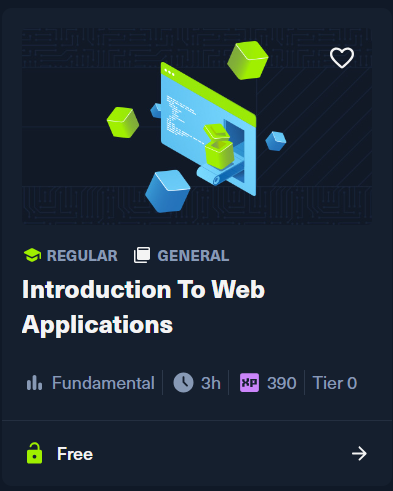 REGULAR GENERAL
Introduction To Web
Applications
Fundamental 3h XP 390 Tier 0
Free